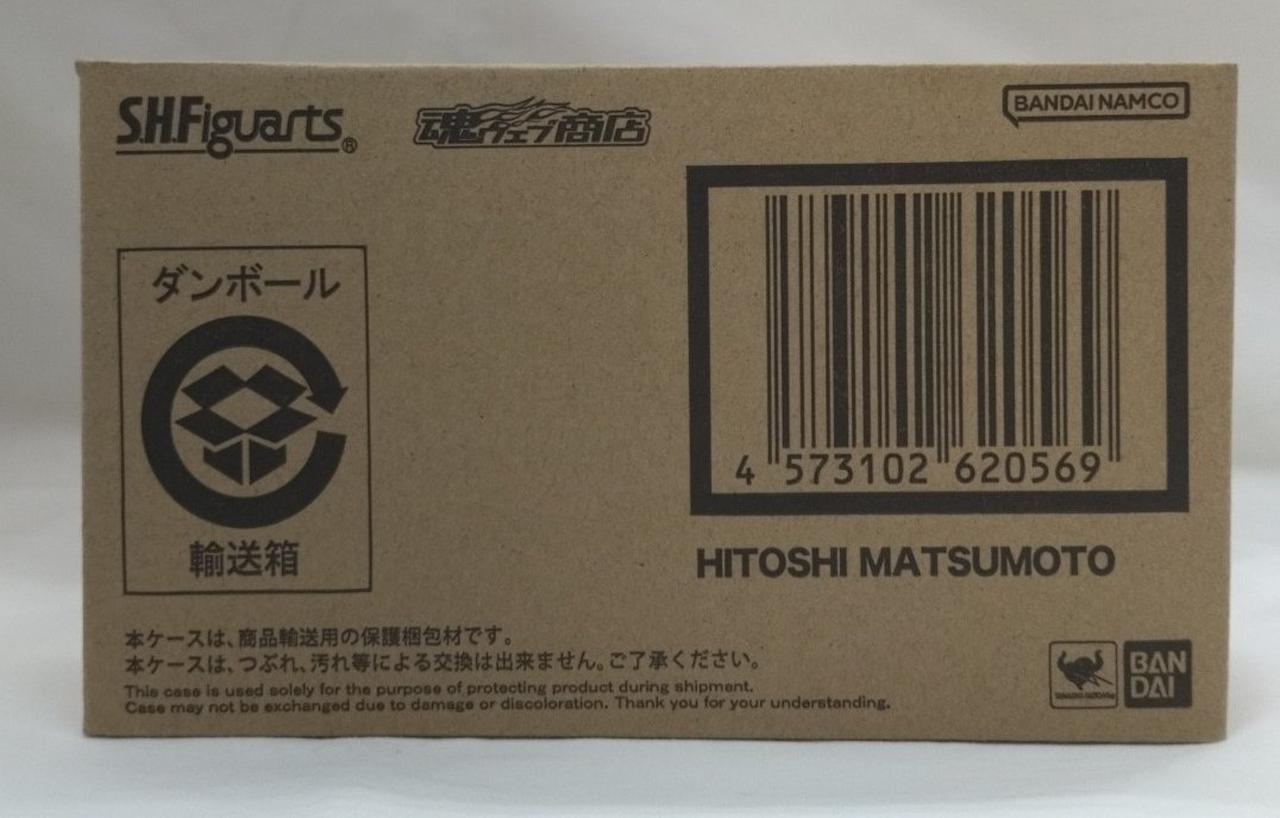 S.H.Figuarts®
魂ウェブ商店
BANDAI NAMCO
ダンボール
輸送箱
4 573102 620569
HITOSHI MATSUMOTO
本ケースは、商品輸送用の保護梱包材です。
本ケースは、つぶれ、汚れ等による交換は出来ません。ご了承ください。
This case is used solely for the purpose of protecting product during shipment.
Case may not be exchanged due to damage or discoloration. Thank you for your understanding.
BAN
DAI